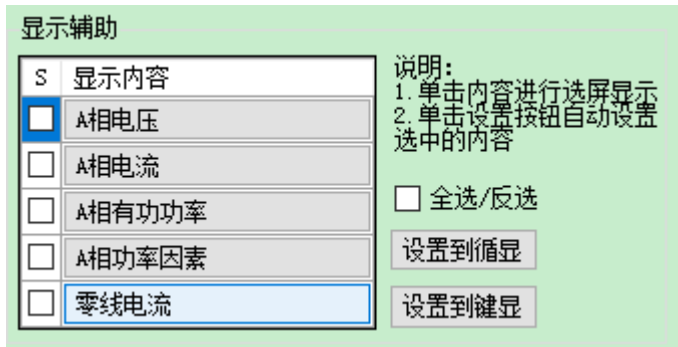 显示辅助
S 显示内容
A相电压
A相电流
A相有功功率
A相功率因素
零线电流
说明:
1.单击内容进行选屏显示
2.单击设置按钮自动设置
选中的内容
全选/反选
设置到循显
设置到键显